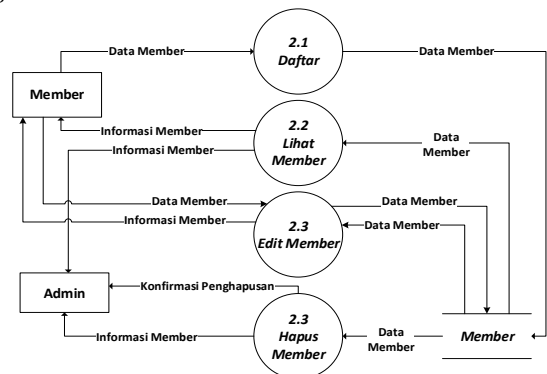 2.1
Daftar
Data Member
Data Member
Member
2.2
Lihat
Member
Informasi Member
Informasi Member
Data
Member
Data Member
Informasi Member
2.3
Edit Member
Data Member
Data Member
Admin
Konfirmasi Penghapusan
Informasi Member
2.3
Hapus
Member
Data
Member
Member